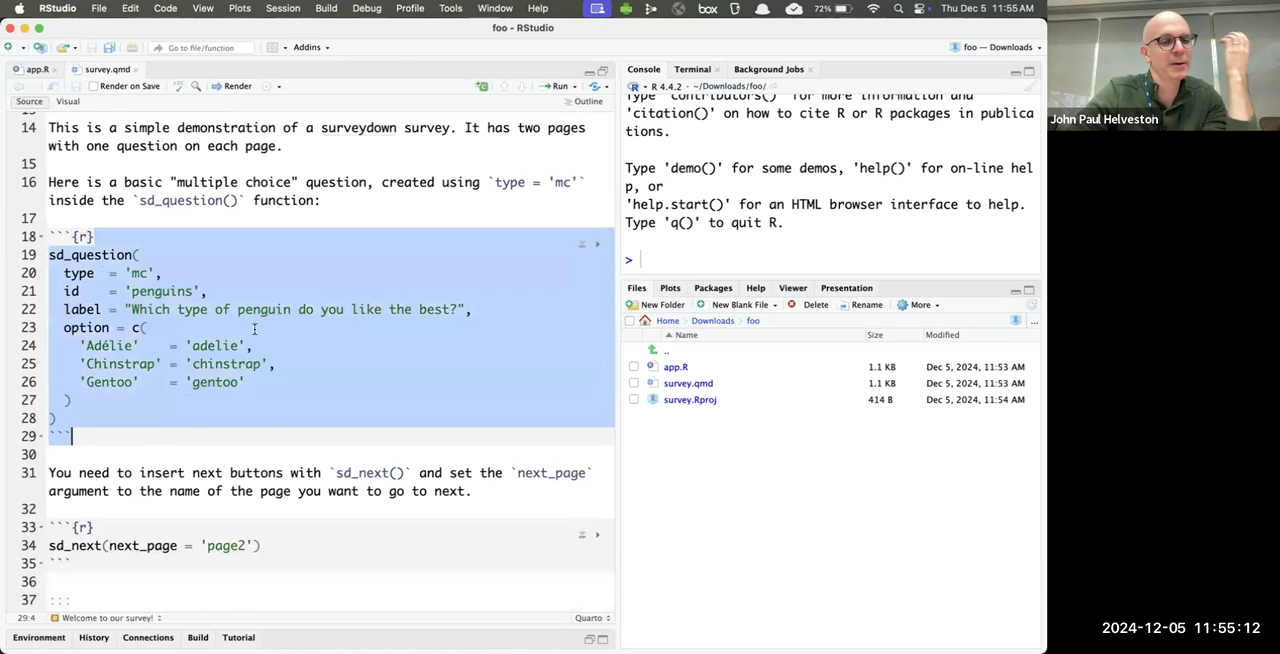 RStudio File Edit Code View Plots Session Build Debug Profile Tools Window Help box 72% Thu Dec 5 11:55 AM
foo - RStudio
Go to file/function Addins foo — Downloads
app.R × survey.qmd ×
Render on Save Render Run
Source Visual Outline
14 This is a simple demonstration of a surveydown survey. It has two pages
with one question on each page.
15
16 Here is a basic "multiple choice" question, created using `type = 'mc'`
inside the `sd_question()` function:
17
18 ```{r}
19 sd_question(
20 type = 'mc',
21 id = 'penguins',
22 label = "Which type of penguin do you like the best?",
23 option = c(
24 'Adélie' = 'adelie',
25 'Chinstrap' = 'chinstrap',
26 'Gentoo' = 'gentoo'
27 )
28 )
29 ```
30
31 You need to insert next buttons with `sd_next()` and set the `next_page`
argument to the name of the page you want to go to next.
32
33 ```{r}
34 sd_next(next_page = 'page2')
35 ```
36
37 :::
29:4 Welcome to our survey! Quarto
Environment History Connections Build Tutorial
Console Terminal × Background Jobs ×
R 4.4.2 · ~/Downloads/foo/
Type 'contributors()' for more information and
'citation()' on how to cite R or R packages in publica
tions.
Type 'demo()' for some demos, 'help()' for on-line hel
p, or
'help.start()' for an HTML browser interface to help.
Type 'q()' to quit R.
>
Files Plots Packages Help Viewer Presentation
New Folder New Blank File Delete Rename More
Home Downloads foo ...
Name Size Modified
..
app.R 1.1 KB Dec 5, 2024, 11:53 AM
survey.qmd 1.1 KB Dec 5, 2024, 11:53 AM
survey.Rproj 414 B Dec 5, 2024, 11:54 AM
John Paul Helveston
2024-12-05 11:55:12